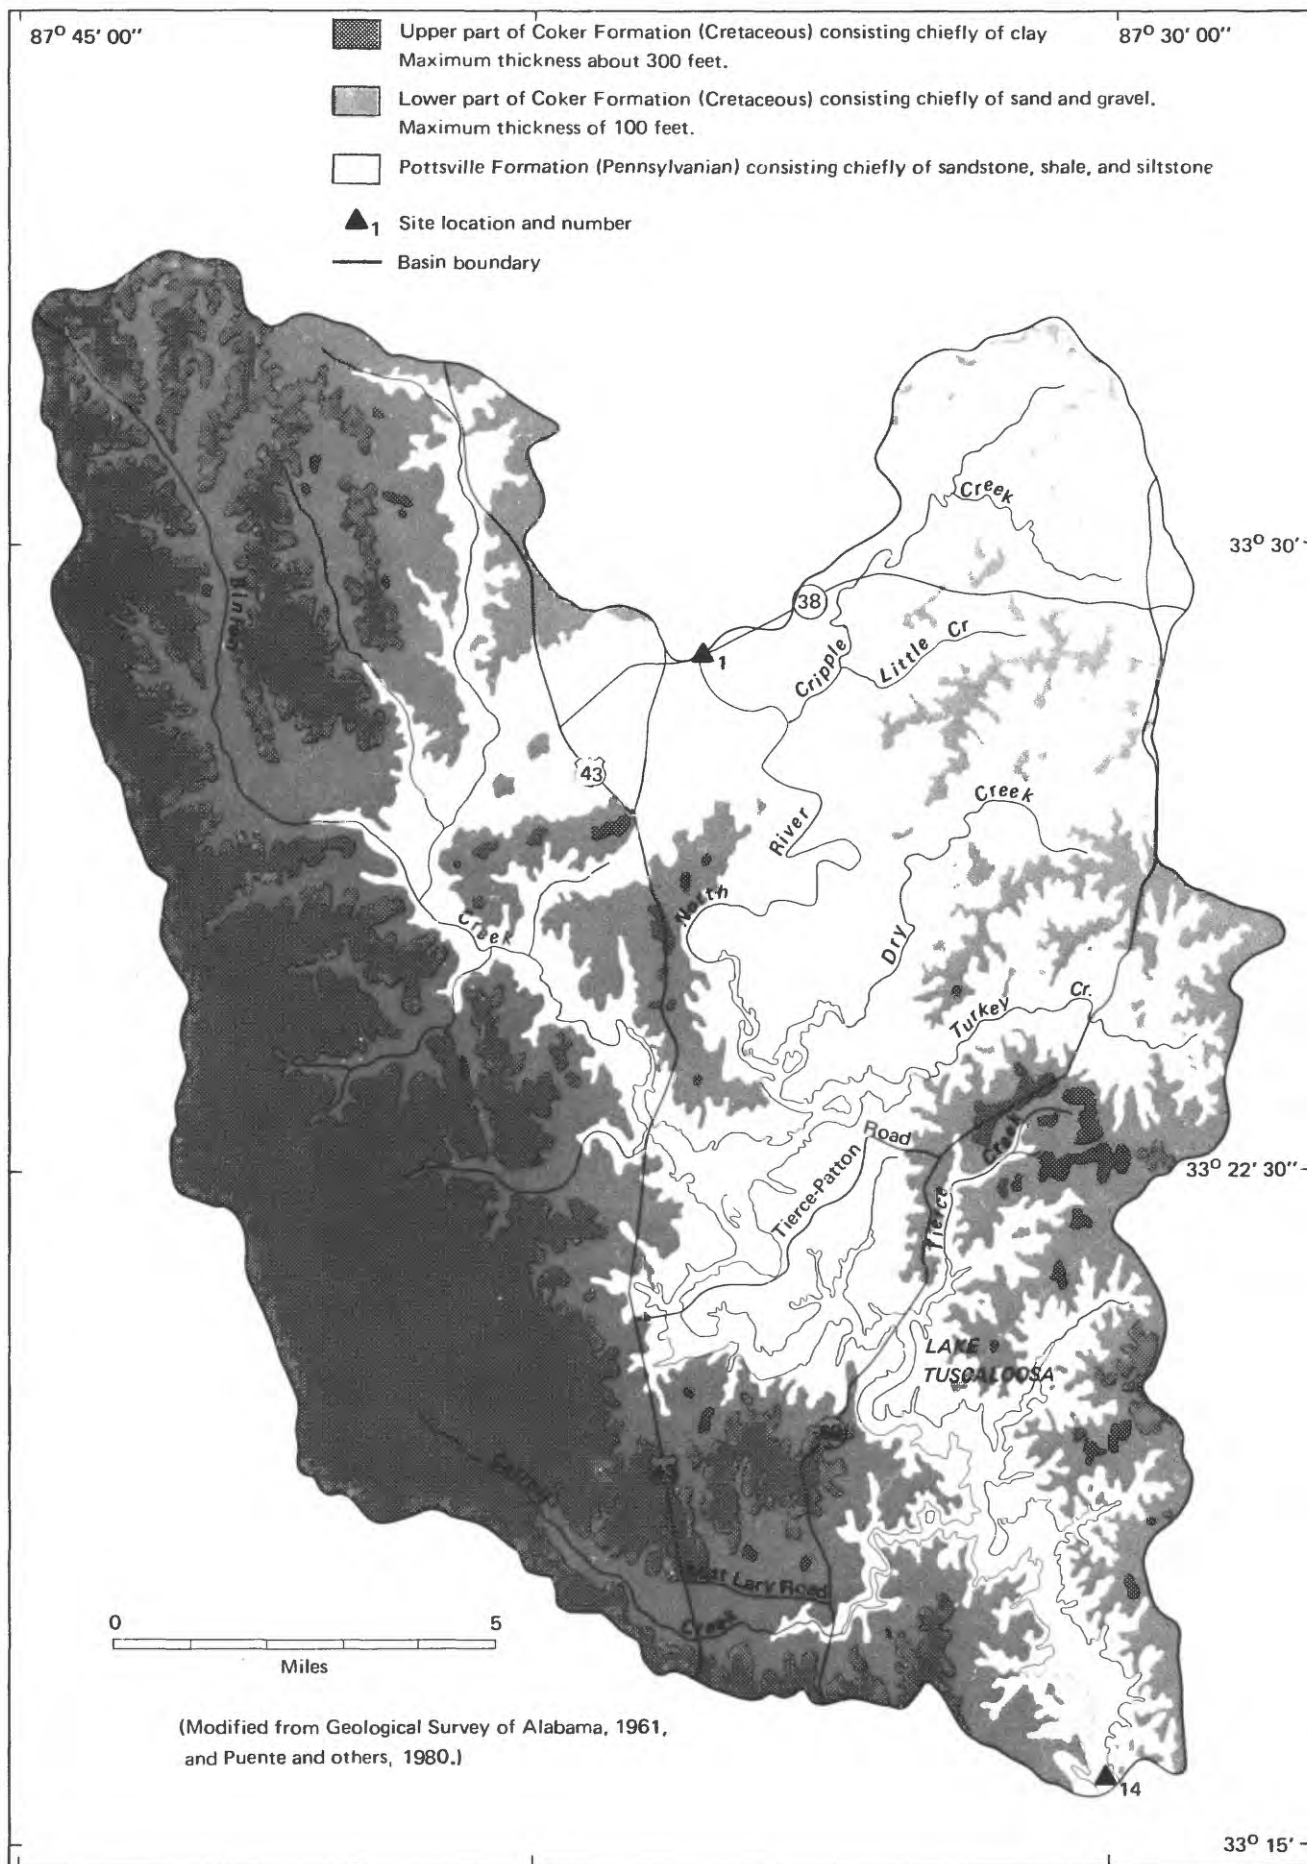 87° 45' 00"
87° 30' 00"
Upper part of Coker Formation (Cretaceous) consisting chiefly of clay
Maximum thickness about 300 feet.
Lower part of Coker Formation (Cretaceous) consisting chiefly of sand and gravel.
Maximum thickness of 100 feet.
Pottsville Formation (Pennsylvanian) consisting chiefly of sandstone, shale, and siltstone
1 Site location and number
Basin boundary
Creek
33° 30'
38
1
Cripple
Little Cr
43
Creek
River
North
Creek
Dry
Turkey Cr.
Road
Creek
33° 22' 30"
Tierce-Patton
Tierce
LAKE
TUSCALOOSA
Lary Road
Creek
0 5
Miles
(Modified from Geological Survey of Alabama, 1961,
and Puente and others, 1980.)
14
33° 15'